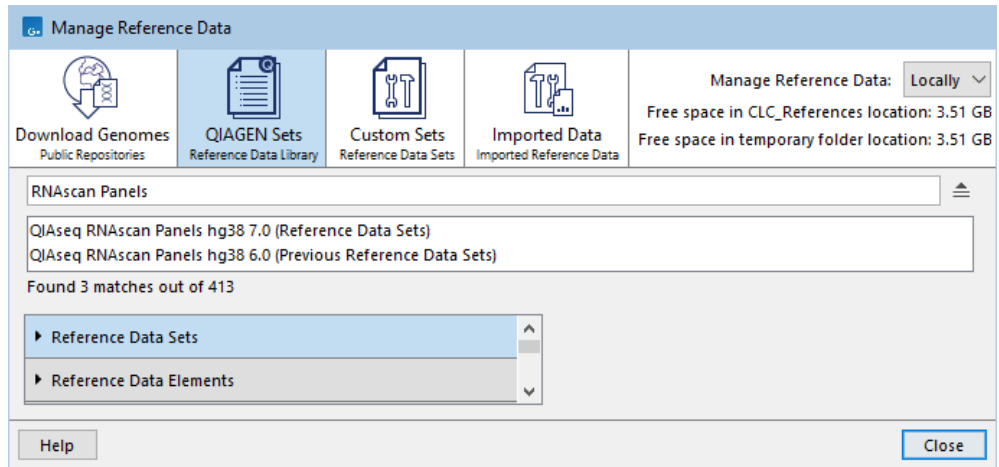 G.
Manage Reference Data
Download Genomes
Public Repositories
QIAGEN Sets
Reference Data Library
Custom Sets
Reference Data Sets
Imported Data
Imported Reference Data
Manage Reference Data: Locally
Free space in CLC_References location: 3.51 GB
Free space in temporary folder location: 3.51 GB
RNAscan Panels
QIAseq RNAscan Panels hg38 7.0 (Reference Data Sets)
QIAseq RNAscan Panels hg38 6.0 (Previous Reference Data Sets)
Found 3 matches out of 413
Reference Data Sets
Reference Data Elements
Help
Close